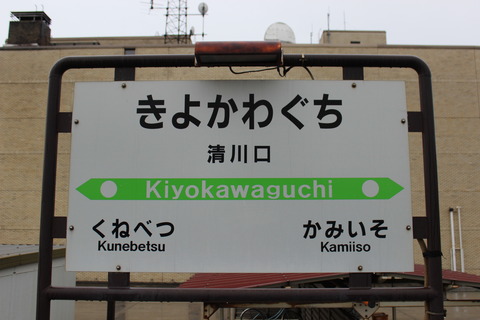 きよかわぐち
清川口
Kiyokawaguchi
くねべつ
Kunebetsu
かみいそ
Kamiiso